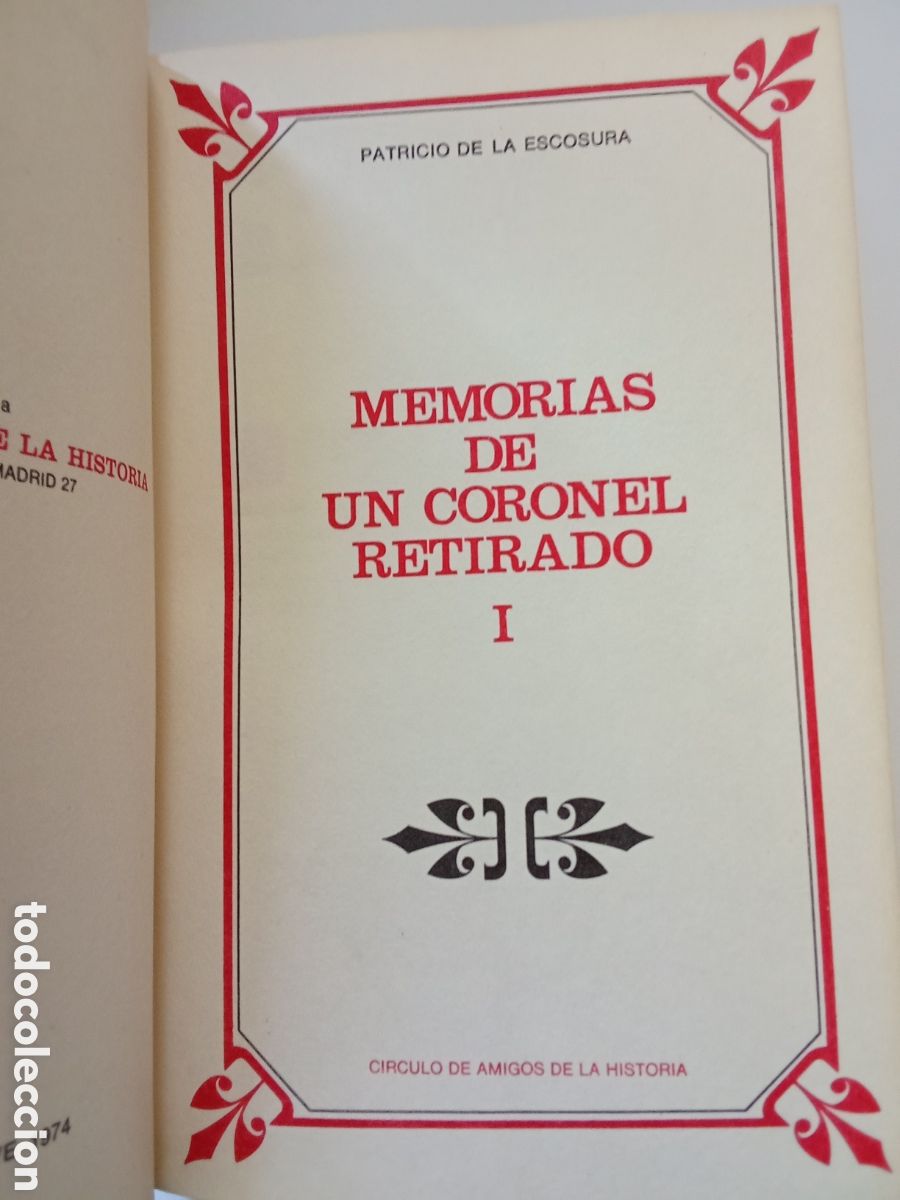 a
E LA HISTORIA
MADRID 27
1974
PATRICIO DE LA ESCOSURA
MEMORIAS
DE
UN CORONEL
RETIRADO
I
CIRCULO DE AMIGOS DE LA HISTORIA
todocoleccion